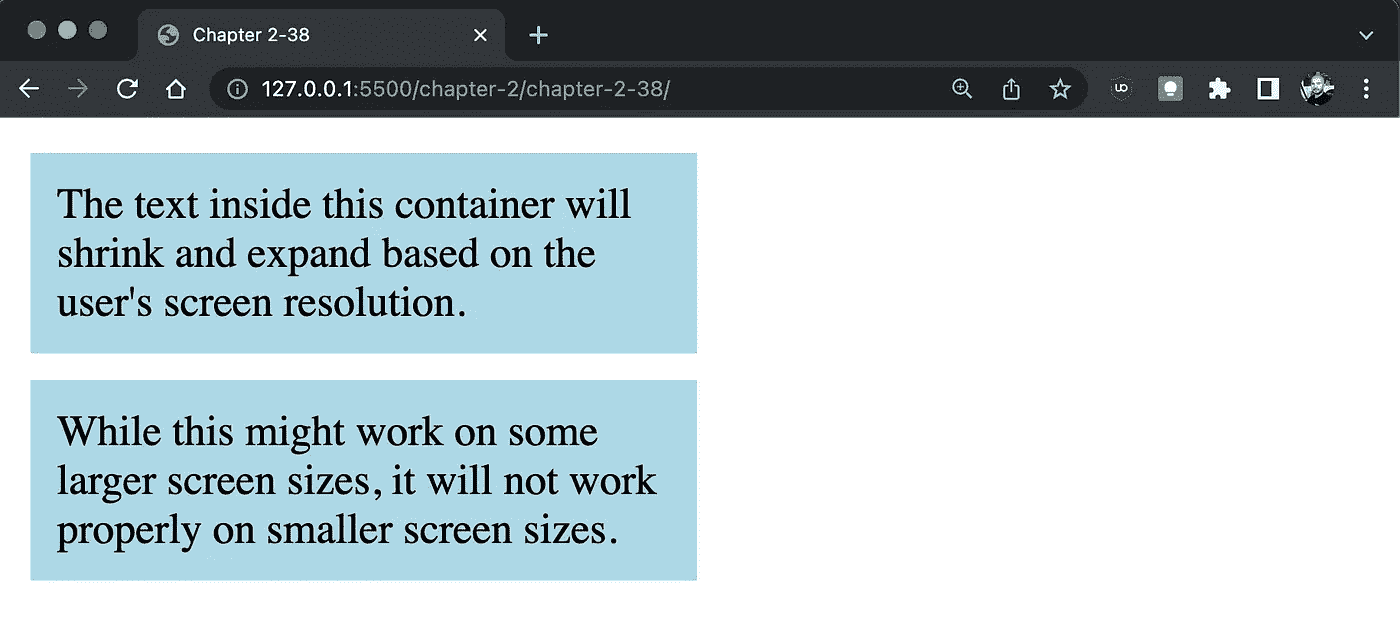 Chapter 2-38
127.0.0.1:5500/chapter-2/chapter-2-38/
The text inside this container will
shrink and expand based on the
user's screen resolution.
While this might work on some
larger screen sizes, it will not work
properly on smaller screen sizes.